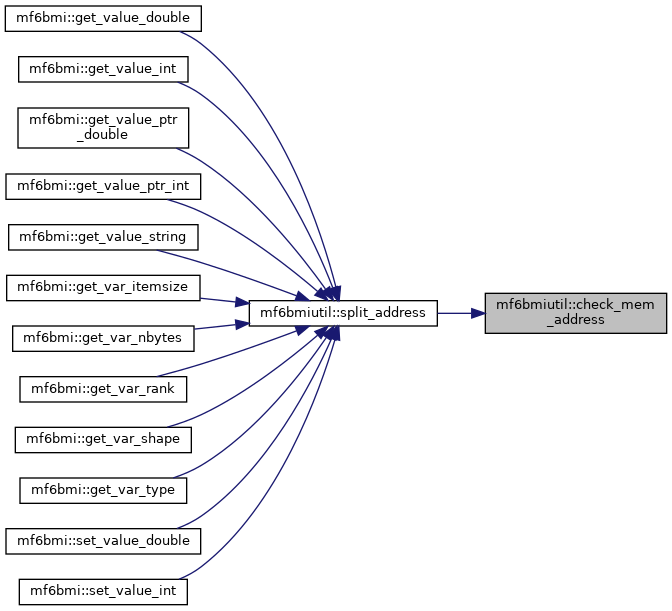 mf6bmi::get_value_double
mf6bmi::get_value_int
mf6bmi::get_value_ptr
_double
mf6bmi::get_value_ptr_int
mf6bmi::get_value_string
mf6bmi::get_var_itemsize
mf6bmi::get_var_nbytes
mf6bmi::get_var_rank
mf6bmi::get_var_shape
mf6bmi::get_var_type
mf6bmi::set_value_double
mf6bmi::set_value_int
mf6bmiutil::split_address
mf6bmiutil::check_mem
_address